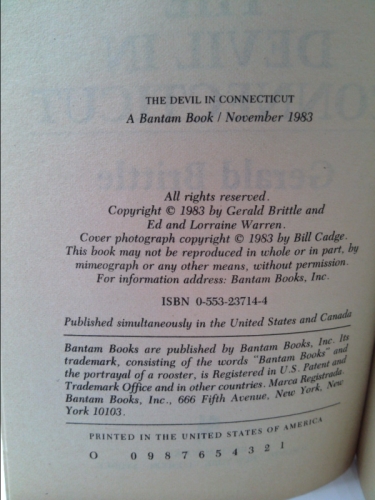 THE DEVIL IN CONNECTICUT
A Bantam Book / November 1983
All rights reserved.
Copyright © 1983 by Gerald Brittle and
Ed and Lorraine Warren.
Cover photograph copyright © 1983 by Bill Cadge.
This book may not be reproduced in whole or in part, by
mimeograph or any other means, without permission.
For information address: Bantam Books, Inc.
ISBN 0-553-23714-4
Published simultaneously in the United States and Canada
Bantam Books are published by Bantam Books, Inc. Its
trademark, consisting of the words "Bantam Books" and
the portrayal of a rooster, is Registered in U.S. Patent and
Trademark Office and in other countries. Marca Registrada.
Bantam Books, Inc., 666 Fifth Avenue, New York, New
York 10103.
PRINTED IN THE UNITED STATES OF AMERICA
O 0 9 8 7 6 5 4 3 2 1
THE
DEVIL IN
CONNECTICUT
Gerald Brittle